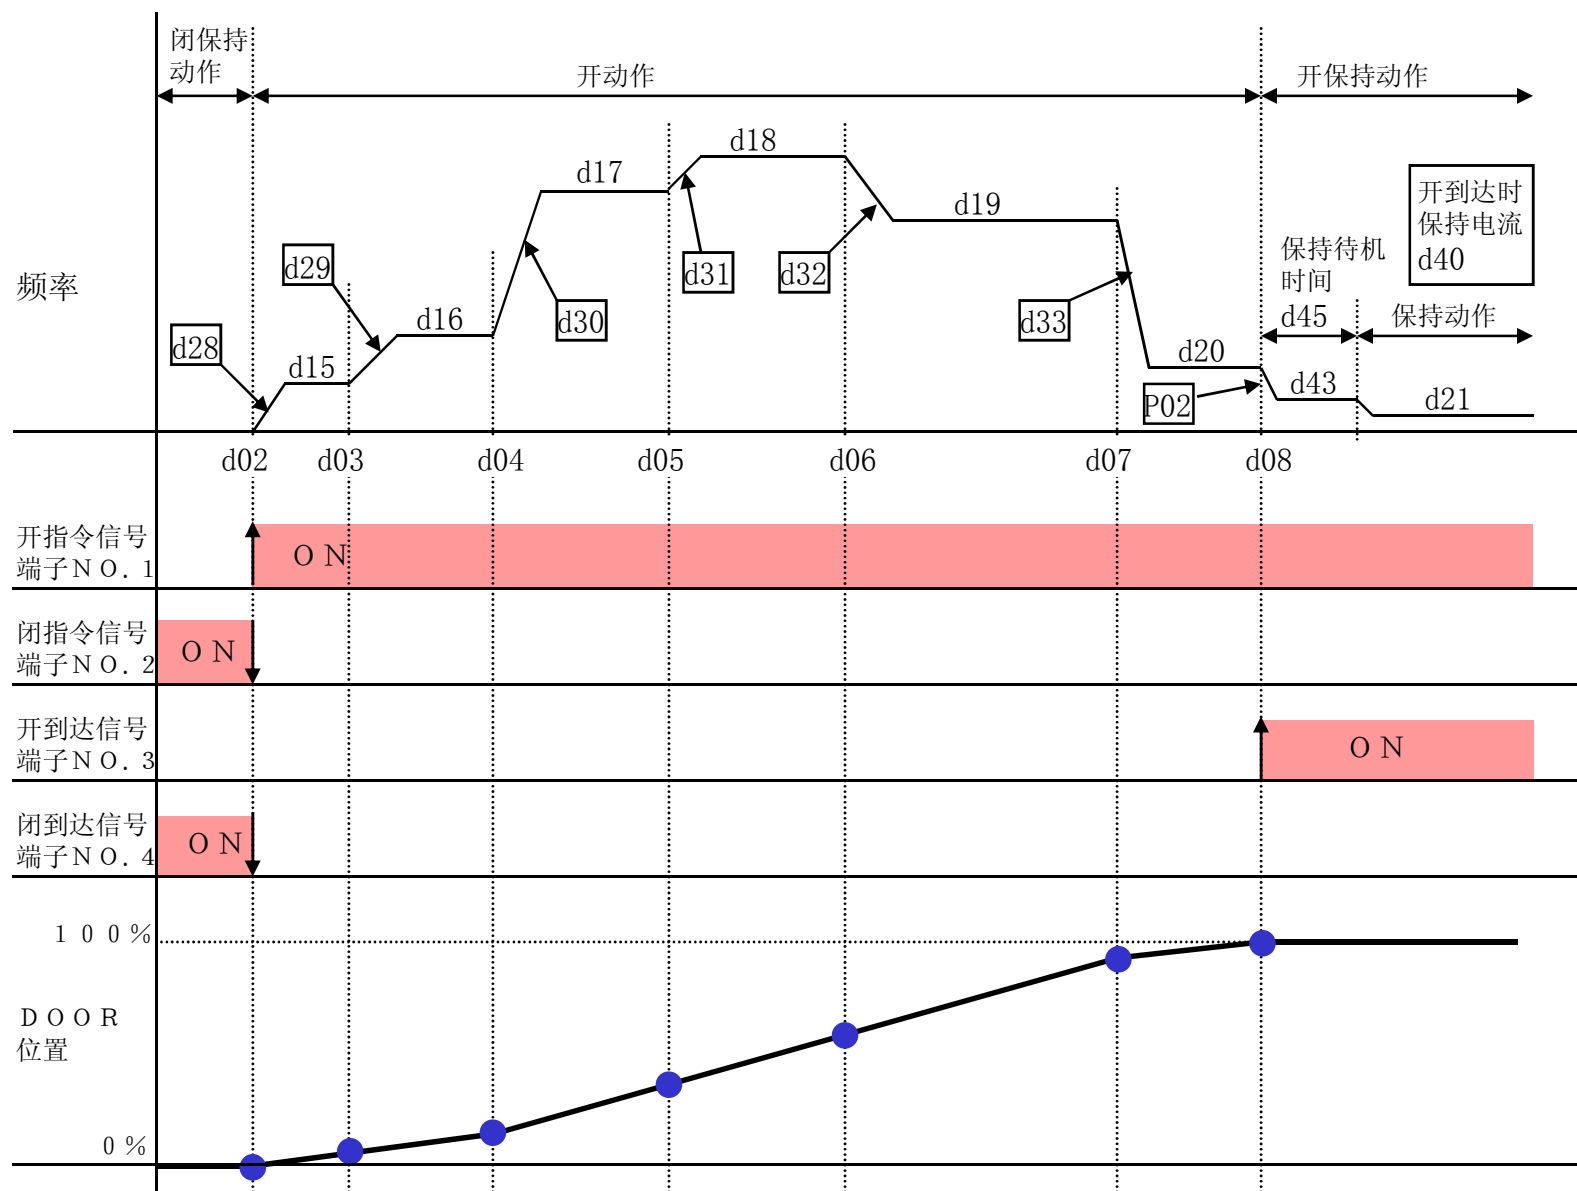 闭保持
动作
开动作
开保持动作
d18
d17
d19
开到达时
保持电流
d40
保持待机
时间
d45
保持动作
频率
d29
d31
d32
d33
d30
d28
d16
d15
d20
P02
d43
d21
d02
d03
d04
d05
d06
d07
d08
开指令信号
端子NO.1
ON
闭指令信号
端子NO.2
ON
开到达信号
端子NO.3
ON
闭到达信号
端子NO.4
ON
100%
DOOR
位置
0%